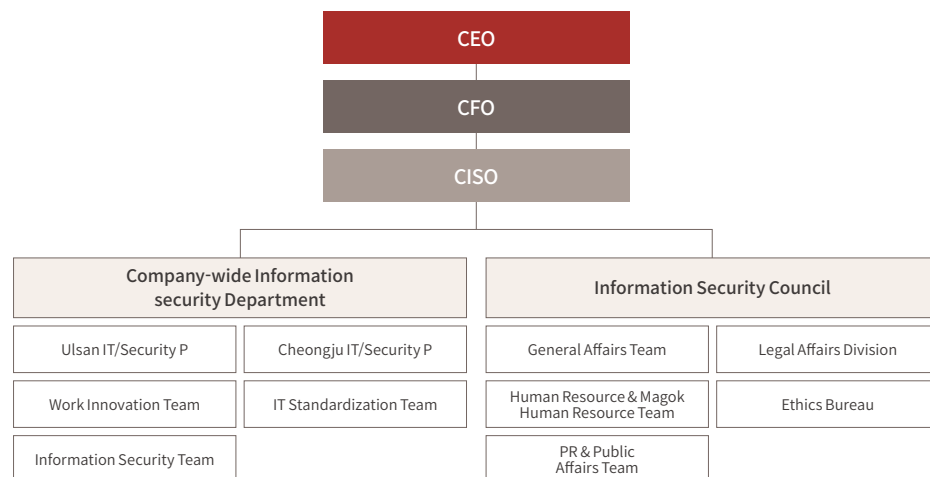 CEO
CFO
CISO
Company-wide Information
security Department
Information Security Council
Ulsan IT/Security P
Cheongju IT/Security P
General Affairs Team
Legal Affairs Division
Work Innovation Team
IT Standardization Team
Human Resource & Magok
Human Resource Team
Ethics Bureau
Information Security Team
PR & Public
Affairs Team